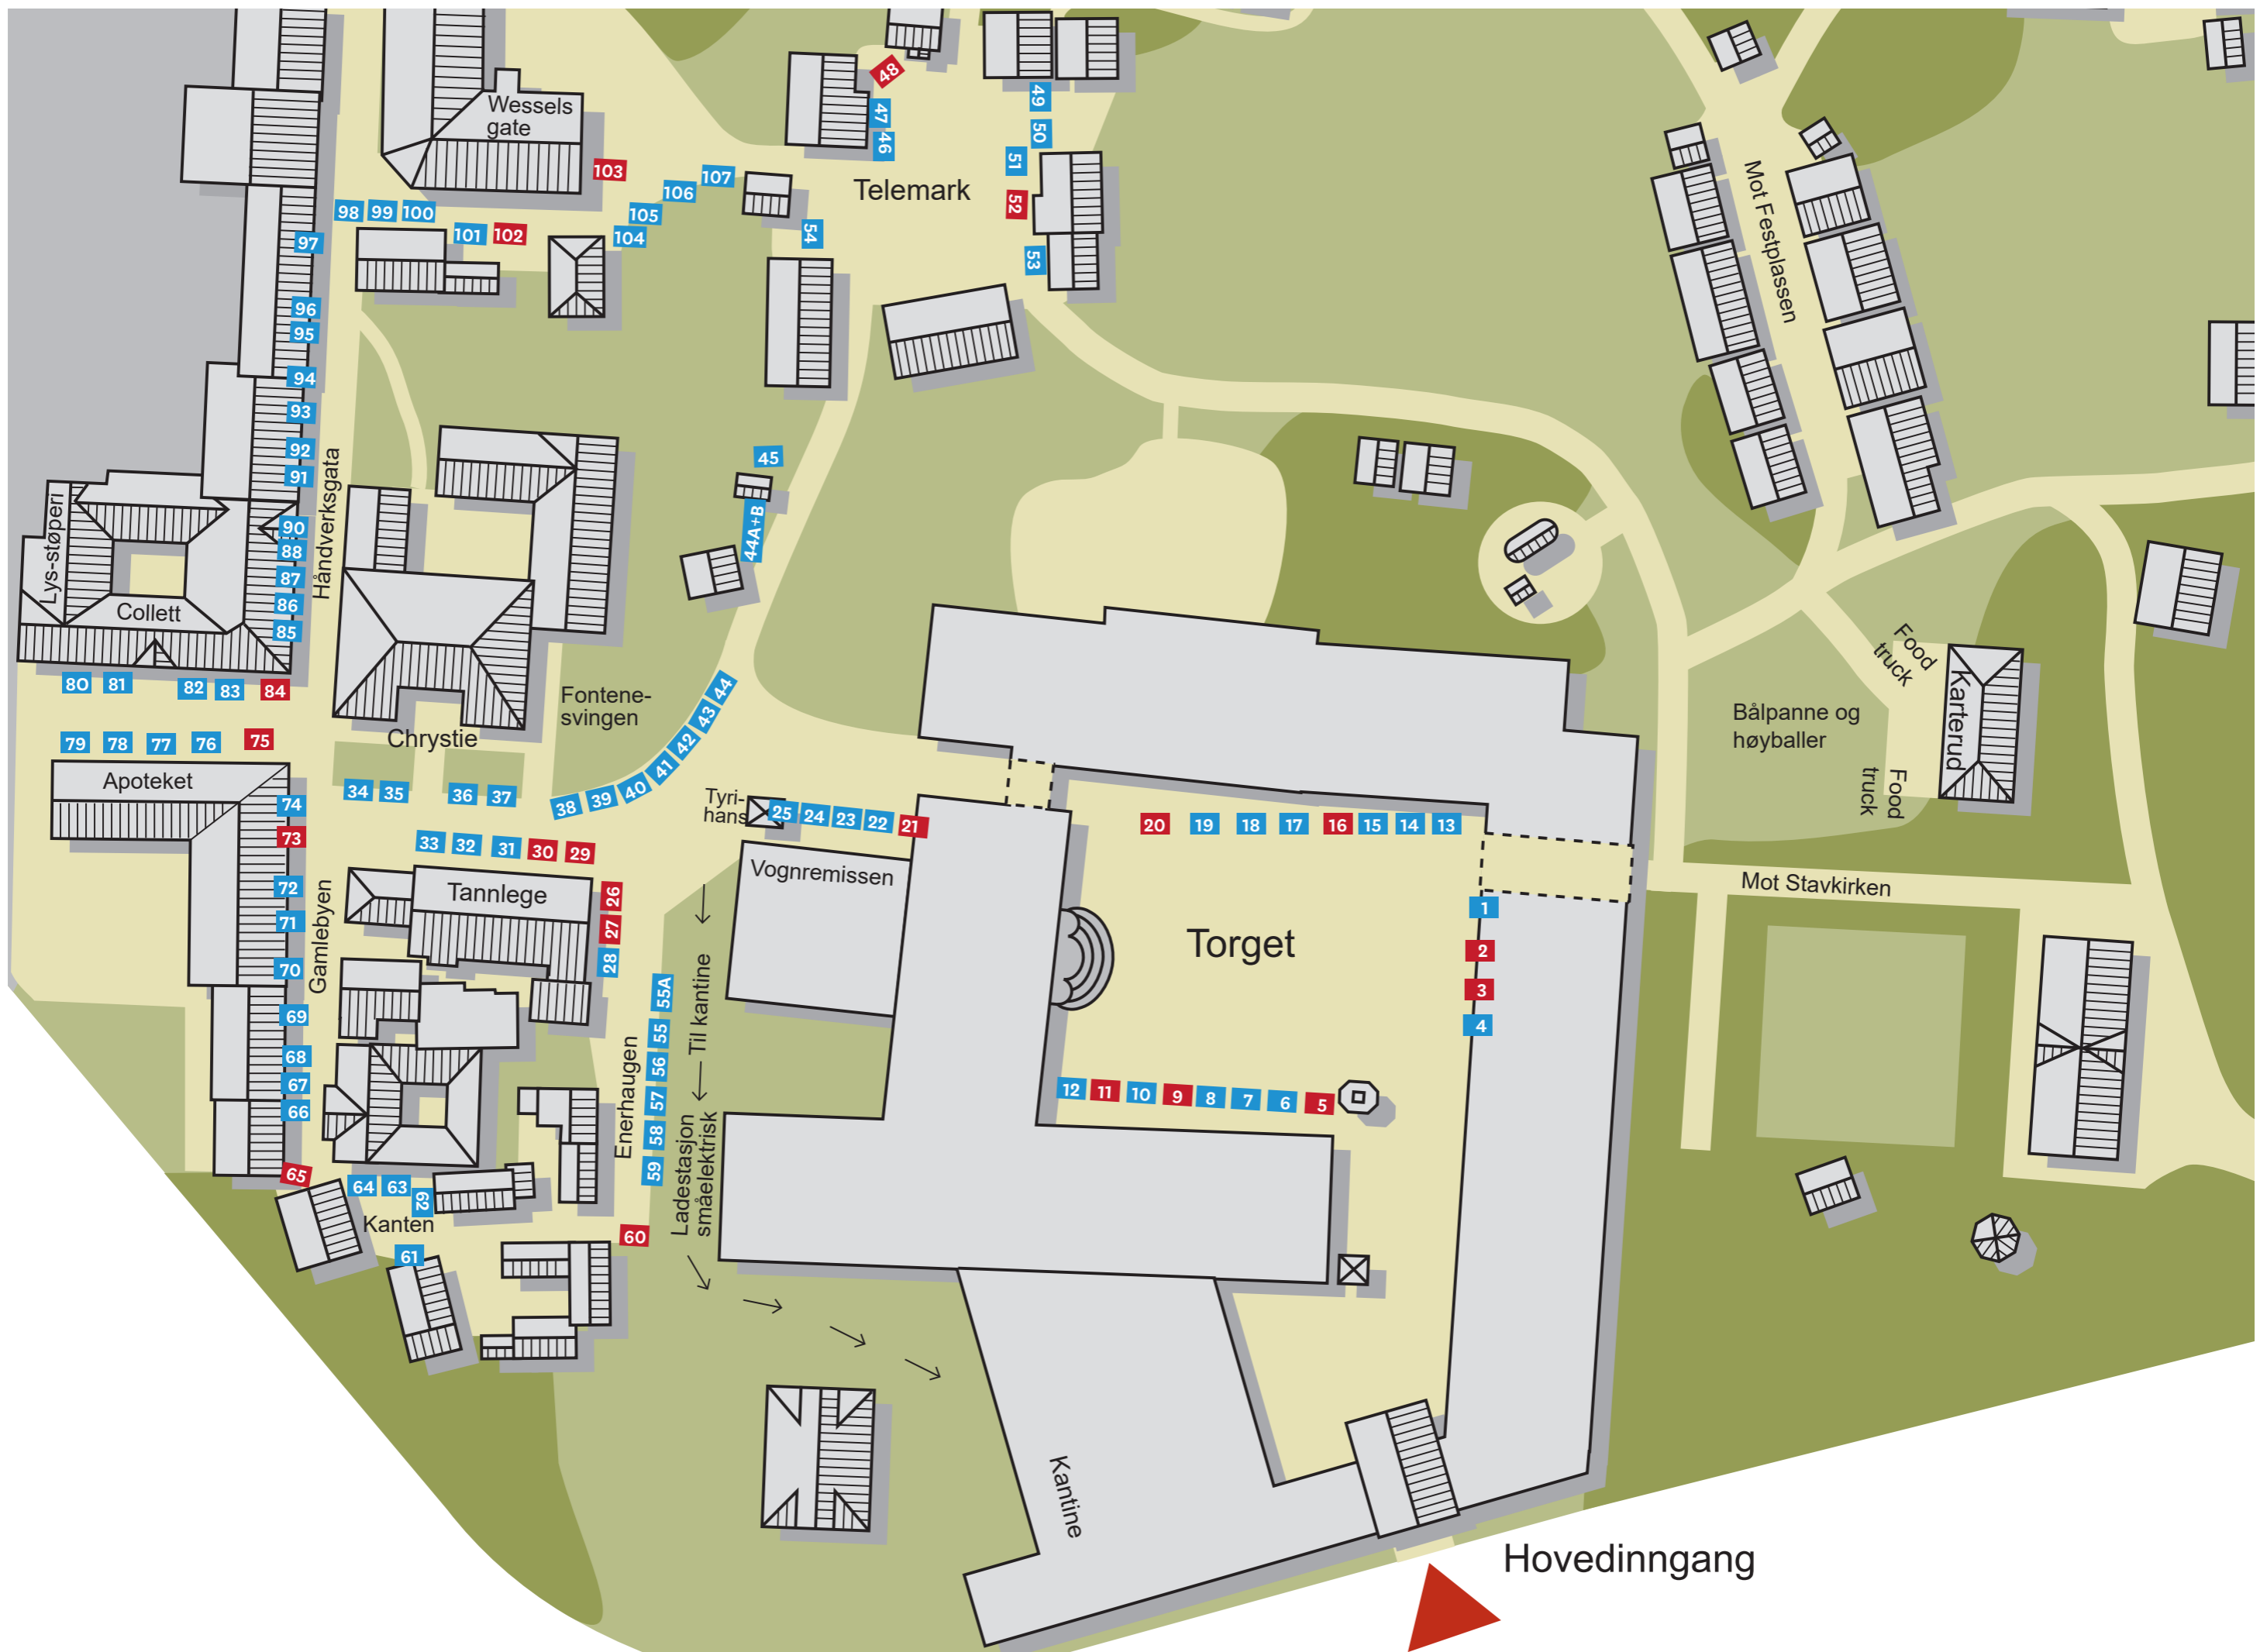 Wessels
gate
103
98 99 100
101 102
97
96
95
94
93
92
91
90
88
87
86
85
Håndverksgata
Lys-støperi
Collett
80 81 82 83 84
79 78 77 76 75
Apoteket
74
73
72
71
70
69
68
67
66
65
Gamlebyen
104
105
106
107
48
47
46
Telemark
49
50
51
52
53
54
45
44A+B
Fontene-
svingen
Chrystie
34 35 36 37
38 39 40 41 42 43 44
33 32 31 30 29
Tannlege
26
27
28
55A
55
56
57
58
59
Enerhaugen
60
64 63 62
Kanten
61
Tyri-
hans
25 24 23 22 21
Vognremissen
Til kantine
Ladestasjon
småelektrisk
20 19 18 17 16 15 14 13
Torget
1
2
3
4
12 11 10 9 8 7 6 5
Kantine
Hovedinngang
Mot Festplassen
Food
truck
Karterud
Bålpanne og
høyballer
Food
truck
Mot Stavkirken